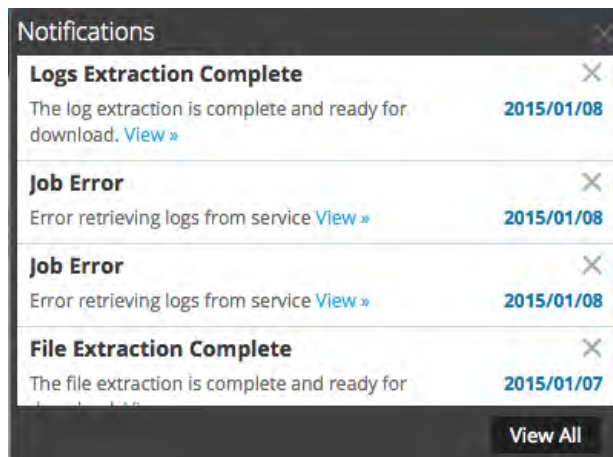 Notifications
Logs Extraction Complete
2015/01/08
The log extraction is complete and ready for
download. View »
Job Error
Error retrieving logs from service View »
2015/01/08
Job Error
Error retrieving logs from service View »
2015/01/08
File Extraction Complete
The file extraction is complete and ready for
2015/01/07
View All